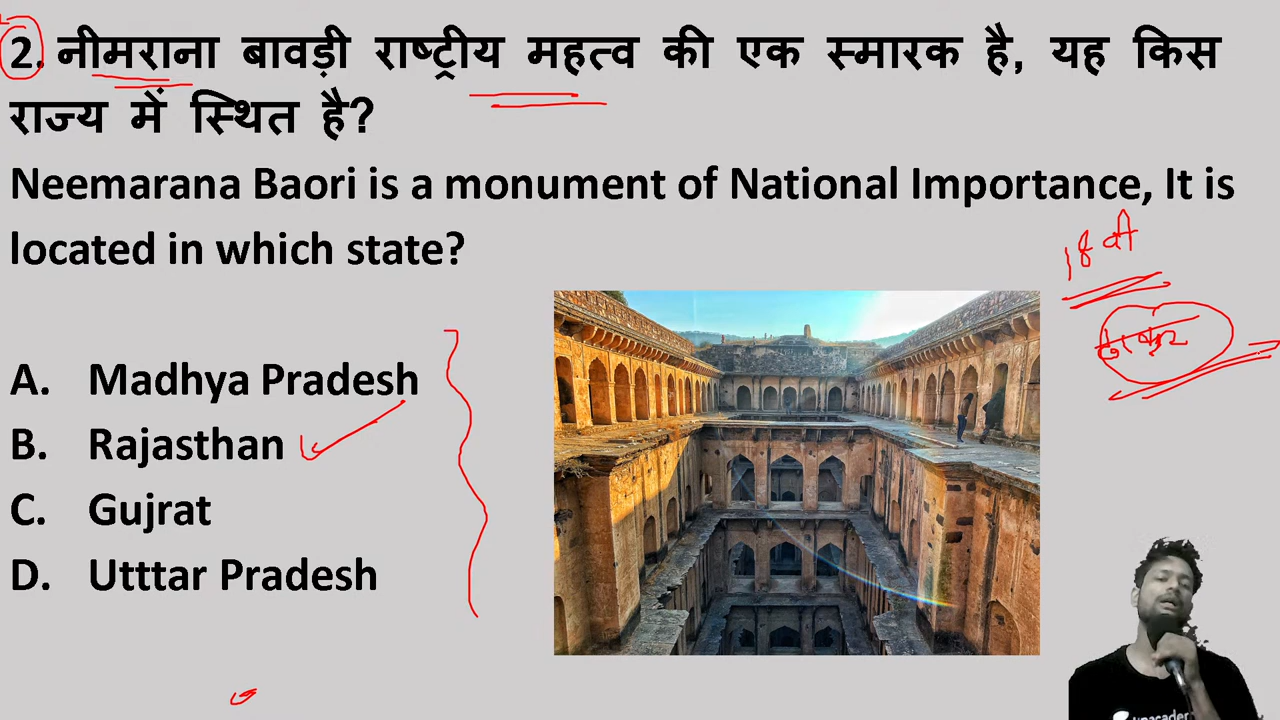 2. नीमराना बावड़ी राष्ट्रीय महत्व की एक स्मारक है, यह किस
राज्य में स्थित है?
Neemarana Baori is a monument of National Importance, It is
located in which state?
18 वीं
A. Madhya Pradesh
B. Rajasthan
C. Gujrat
D. Utttar Pradesh